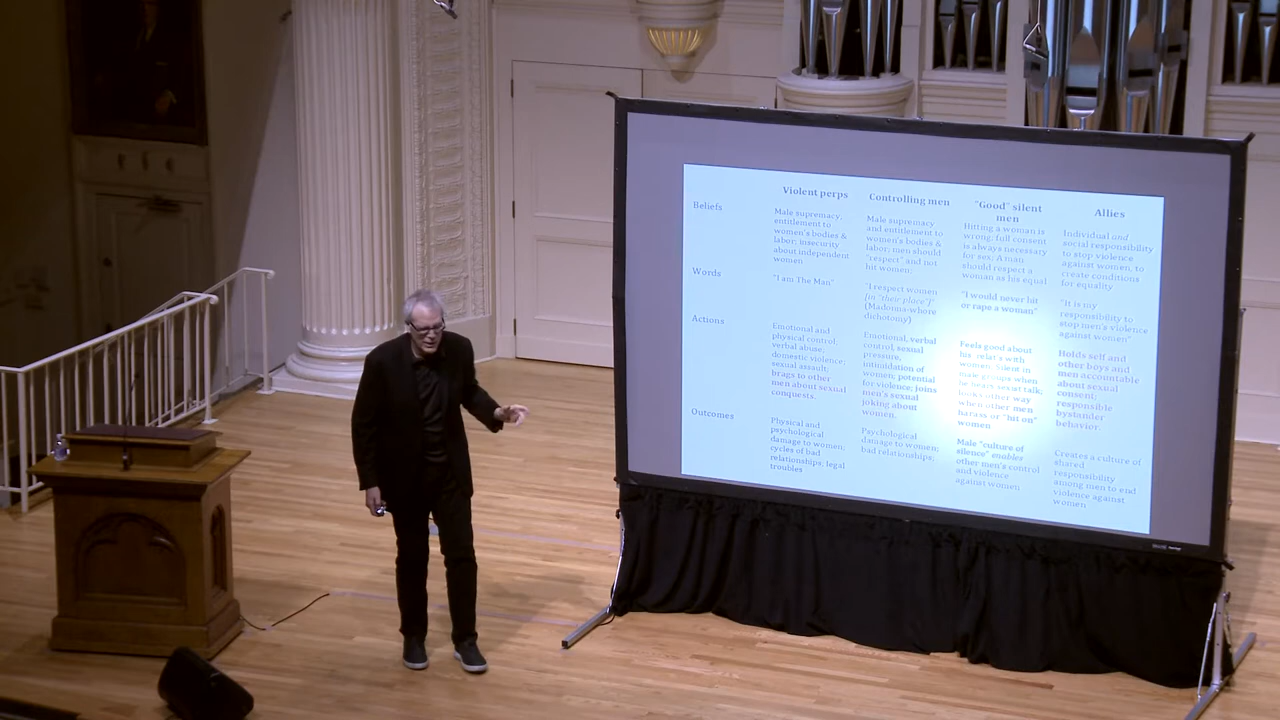 Violent perps
Controlling men
"Good" silent
men
Allies
Beliefs
Male supremacy,
entitlement to
women's bodies &
labor; insecurity
about independent
women
Male supremacy
and entitlement to
women's bodies &
labor; men should
"respect" and not
hit women;
Hitting a woman is
wrong; full consent
is always necessary
for sex; A man
should respect a
woman as his equal
Individual and
social responsibility
to stop violence
against women, to
create conditions
for equality
Words
"I am The Man"
"I respect women
[in "their place"]"
(Madonna-whore
dichotomy)
"I would never hit
or rape a woman"
"It is my
responsibility to
stop men's violence
against women"
Actions
Emotional and
physical control,
verbal abuse,
domestic violence;
sexual assault;
brags to other
men about sexual
conquests.
Emotional, verbal
control, sexual
pressure,
intimidation of
women; potential
for violence; joins
men's sexual
joking about
women.
Feels good about
his relat's with
women. Silent in
male groups when
he hears sexist talk,
looks other way
when other men
harass or "hit on"
women
Holds self and
other boys and
men accountable
about sexual
consent;
responsible
bystander
behavior.
Outcomes
Physical and
psychological
damage to women;
cycles of bad
relationships; legal
troubles
Psychological
damage to women;
bad relationships;
Male "culture of
silence" enables
other men's control
and violence
against women
Creates a culture of
shared
responsibility
among men to end
violence against
women